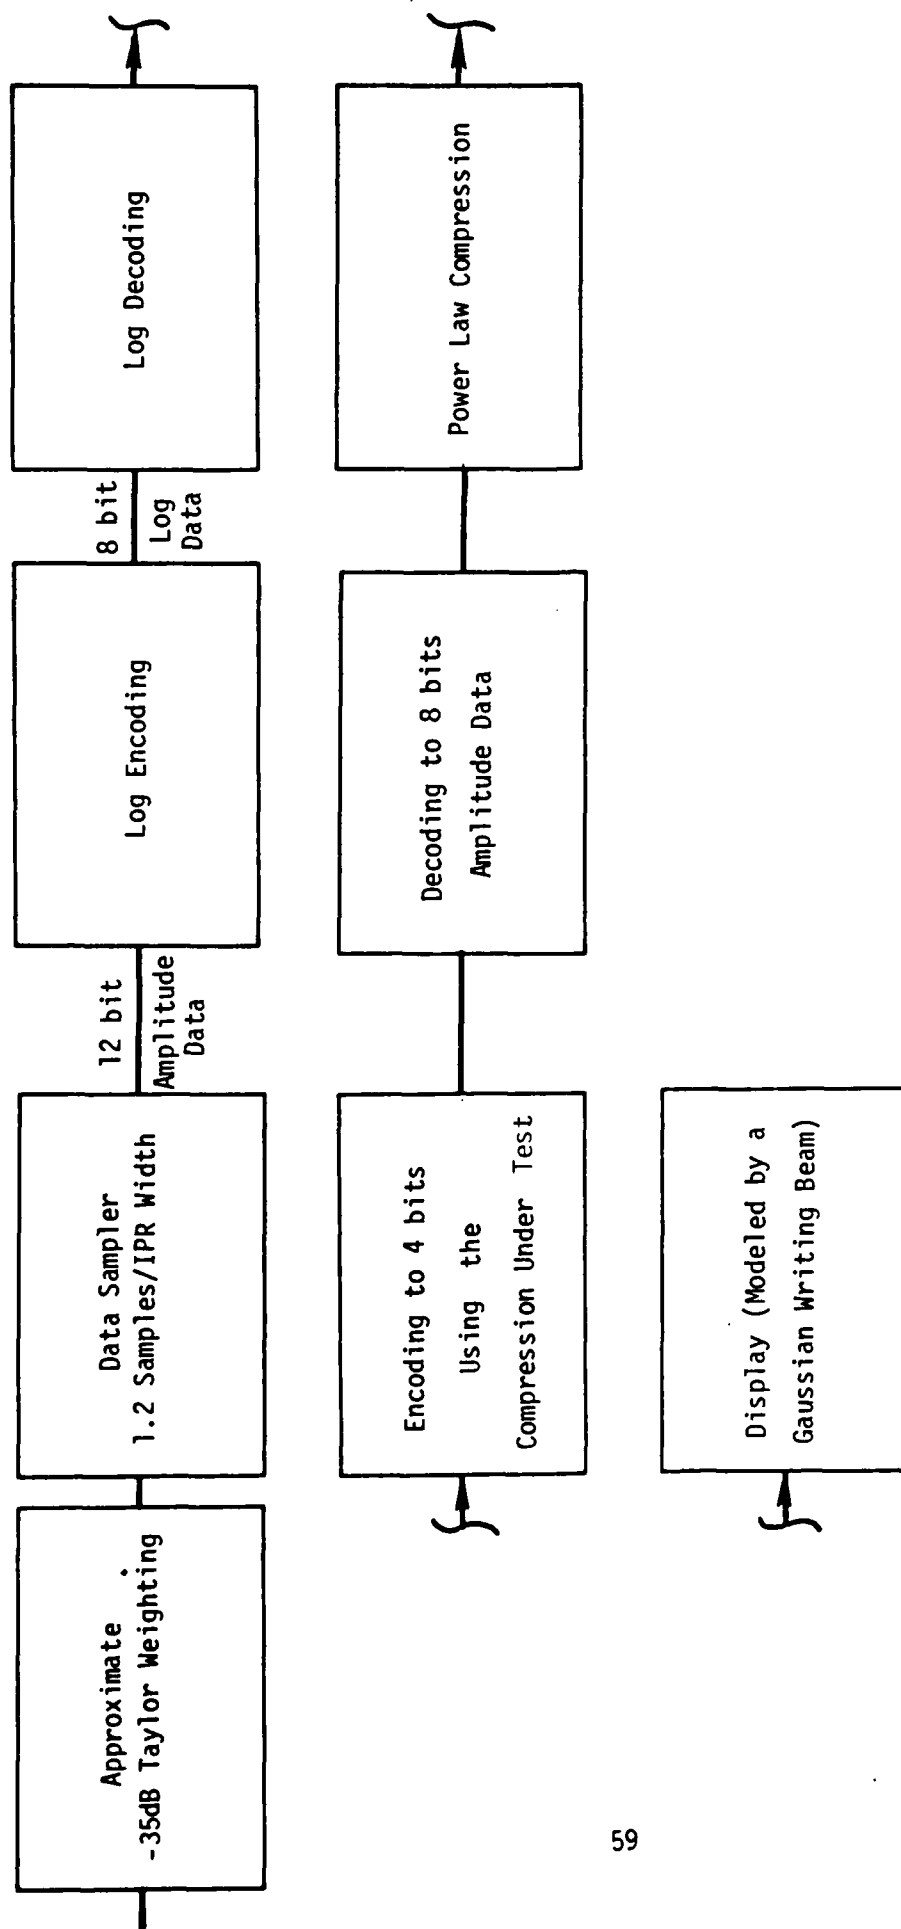 Approximate
-35dB Taylor Weighting
Data Sampler
1.2 Samples/IPR Width
12 bit
Amplitude
Data
Log Encoding
8 bit
Log
Data
Log Decoding
Encoding to 4 bits
Using the
Compression Under Test
Decoding to 8 bits
Amplitude Data
Power Law Compression
Display (Modeled by a
Gaussian Writing Beam)
59